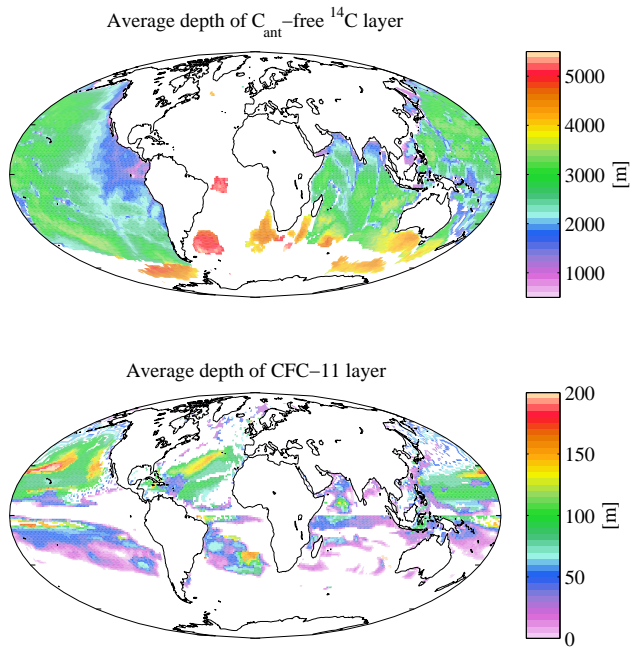 Average depth of C_ant−free ¹⁴C layer
5000
4000
3000
2000
1000
[m]
Average depth of CFC−11 layer
200
150
100
50
0
[m]